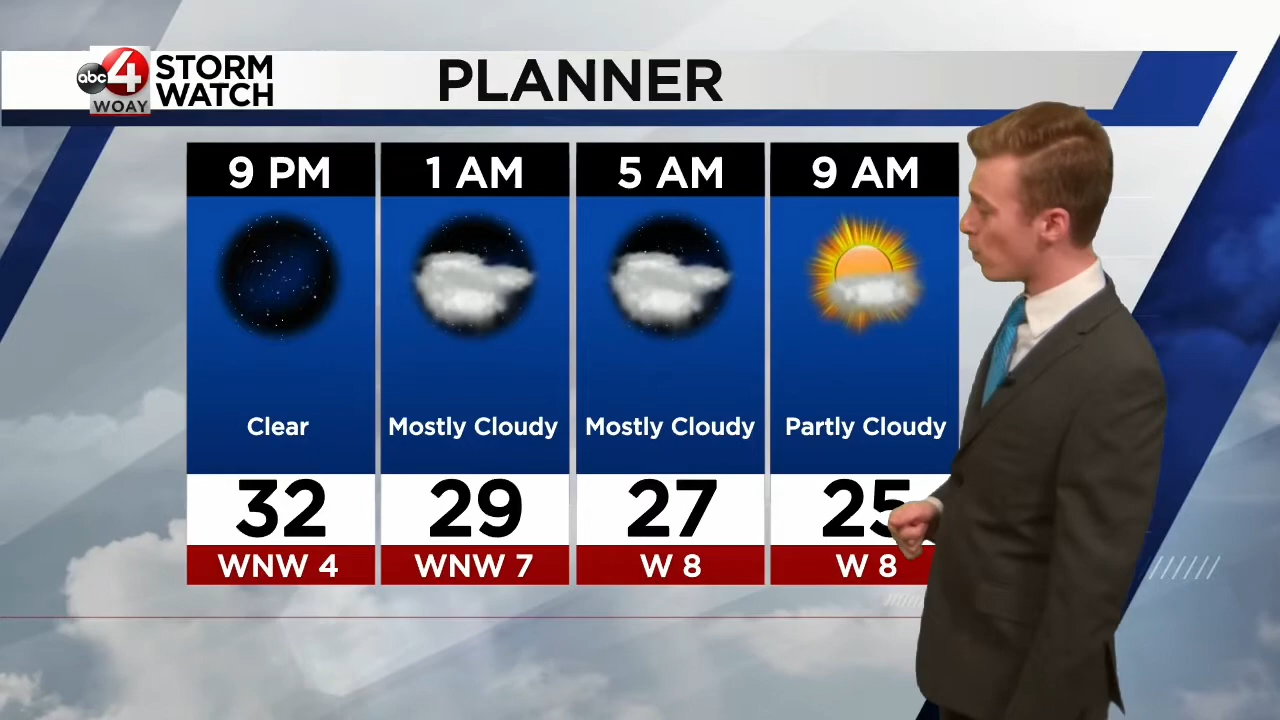 abc 4
WOAY
STORM
WATCH
PLANNER
9 PM
1 AM
5 AM
9 AM
Clear
Mostly Cloudy
Mostly Cloudy
Partly Cloudy
32
29
27
25
WNW 4
WNW 7
W 8
W 8